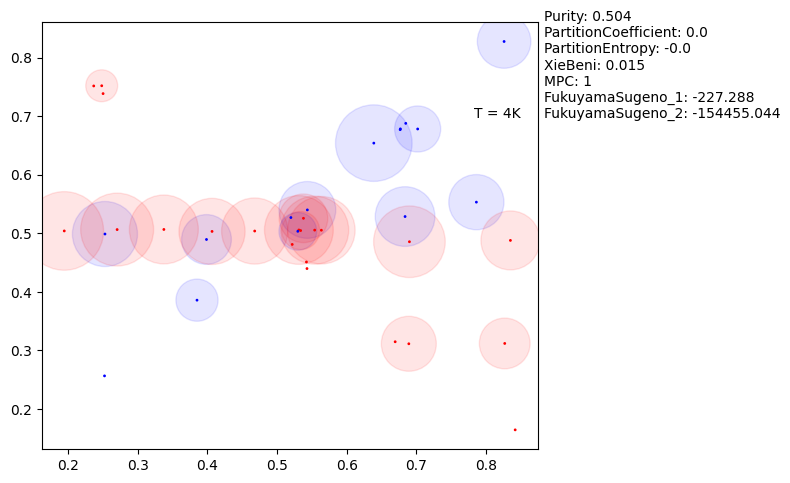 Purity: 0.504
PartitionCoefficient: 0.0
PartitionEntropy: -0.0
XieBeni: 0.015
MPC: 1
FukuyamaSugeno_1: -227.288
FukuyamaSugeno_2: -154455.044
T = 4K
0.8
0.7
0.6
0.5
0.4
0.3
0.2
0.2 0.3 0.4 0.5 0.6 0.7 0.8